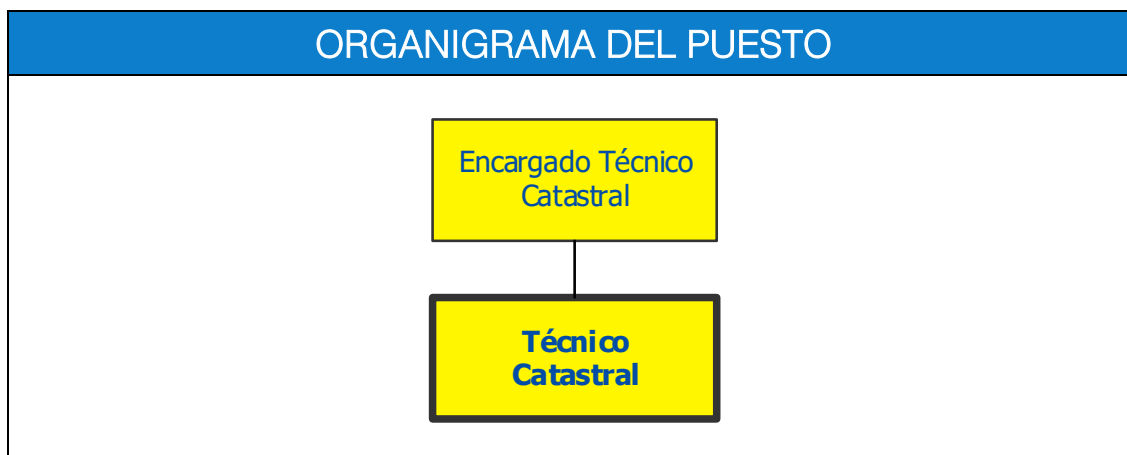 ORGANIGRAMA DEL PUESTO
Encargado Técnico
Catastral
Técnico
Catastral